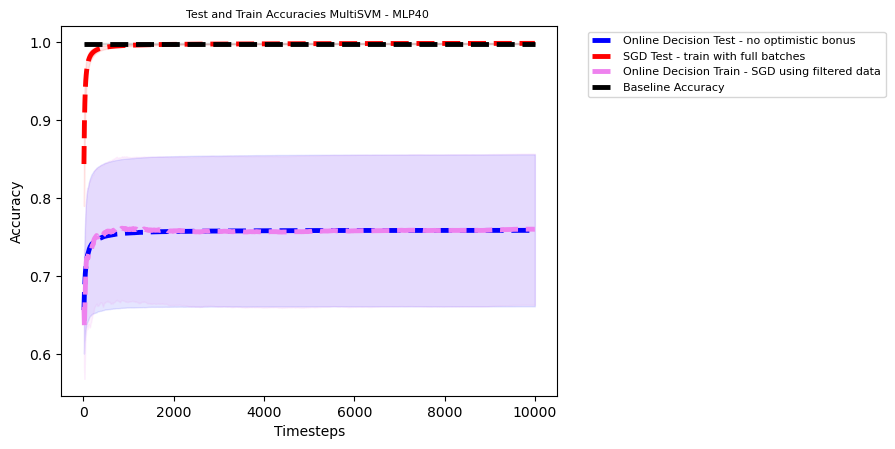 Test and Train Accuracies MultiSVM - MLP40
Online Decision Test - no optimistic bonus
SGD Test - train with full batches
Online Decision Train - SGD using filtered data
Baseline Accuracy
Accuracy
1.0
0.9
0.8
0.7
0.6
0
2000
4000
6000
8000
10000
Timesteps